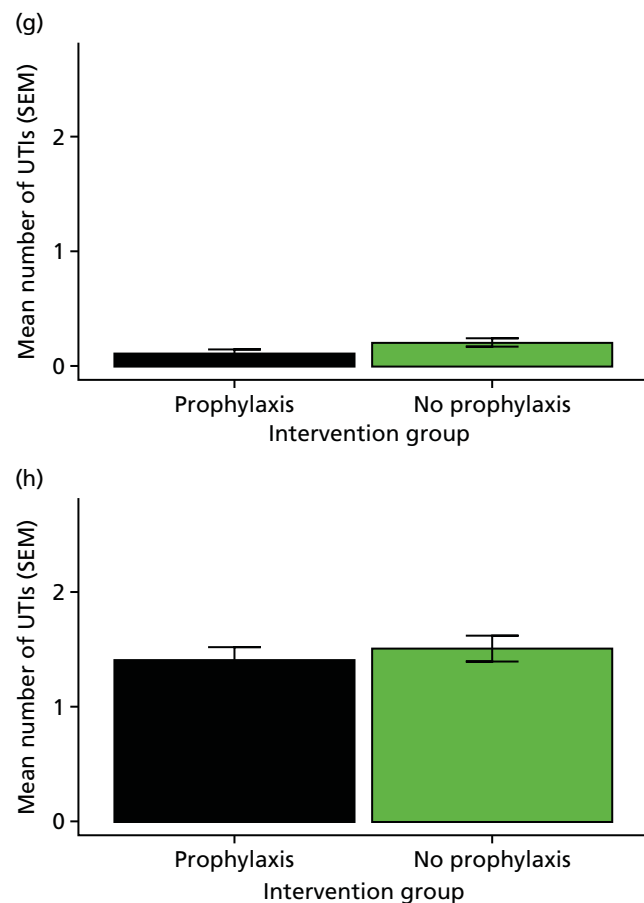 (g)
Mean number of UTIs (SEM)
2
1
0
Prophylaxis
No prophylaxis
Intervention group
(h)
Mean number of UTIs (SEM)
2
1
0
Prophylaxis
No prophylaxis
Intervention group